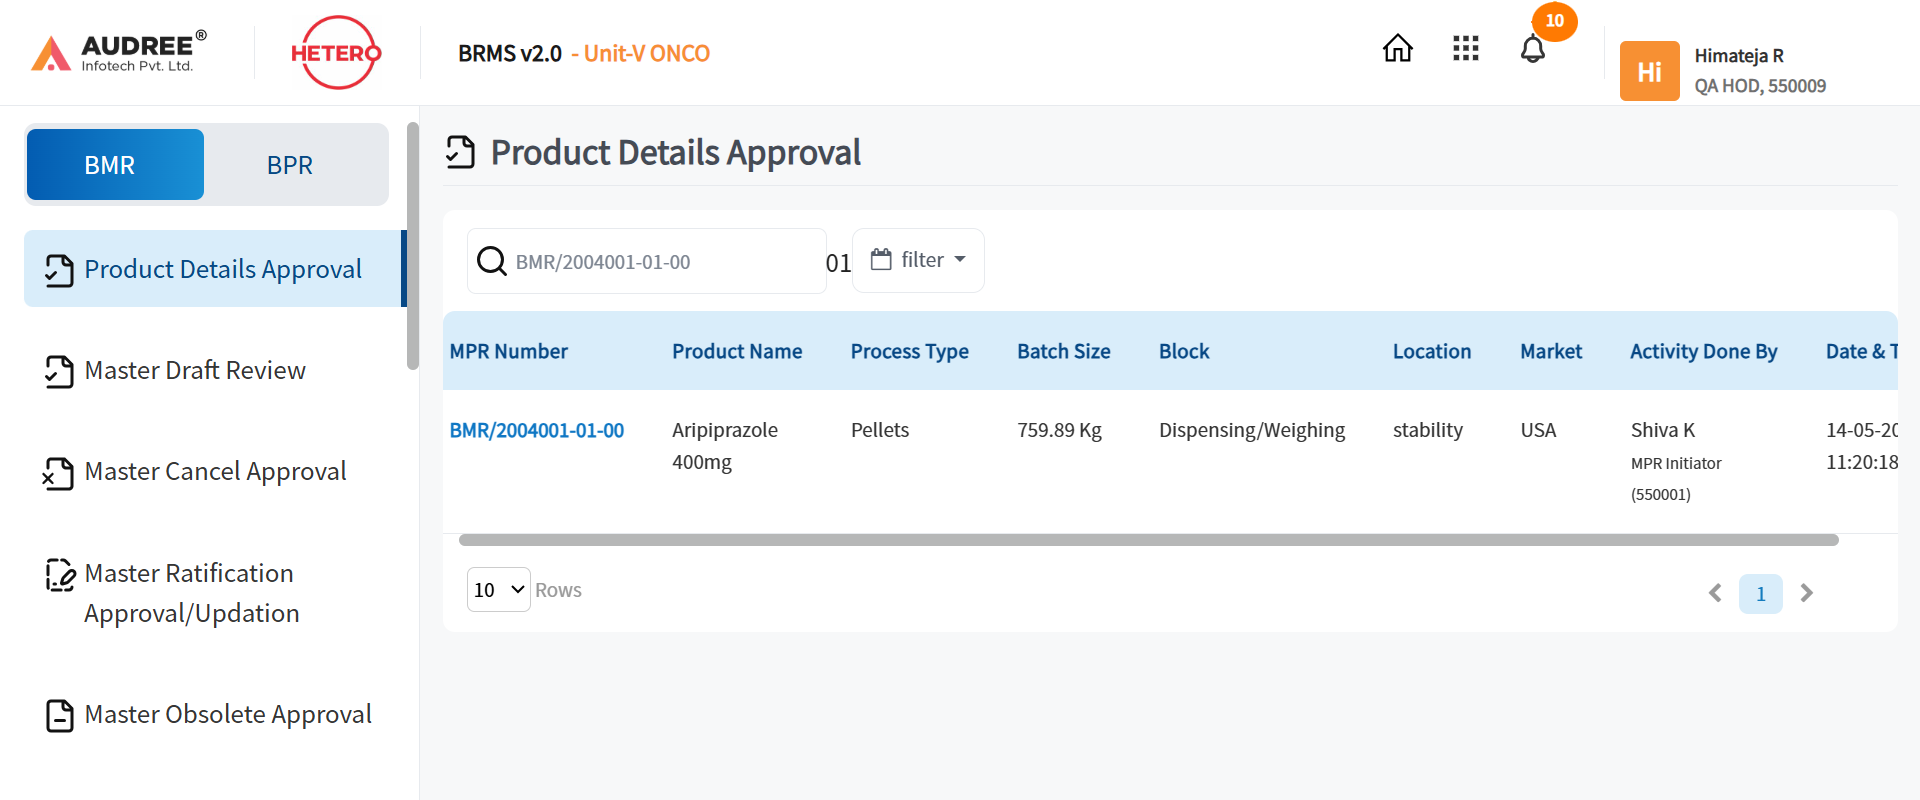 AUDREE®
Infotech Pvt. Ltd.
HETERO
BRMS v2.0 - Unit-V ONCO
10
Hi
Himateja R
QA HOD, 550009
BMR
BPR
Product Details Approval
Master Draft Review
Master Cancel Approval
Master Ratification
Approval/Updation
Master Obsolete Approval
Product Details Approval
BMR/2004001-01-00
01
filter
MPR Number Product Name Process Type Batch Size Block Location Market Activity Done By Date & T
BMR/2004001-01-00 Aripiprazole Pellets 759.89 Kg Dispensing/Weighing stability USA Shiva K 14-05-20
400mg MPR Initiator 11:20:18
(550001)
10 Rows
1